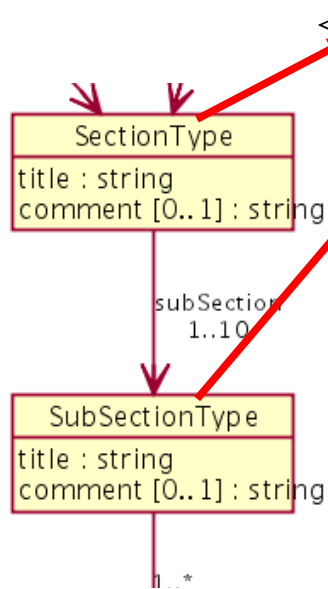 <
SectionType
title : string
comment [0..1] : string
subSection
1..10
SubSectionType
title : string
comment [0..1] : string
1..*